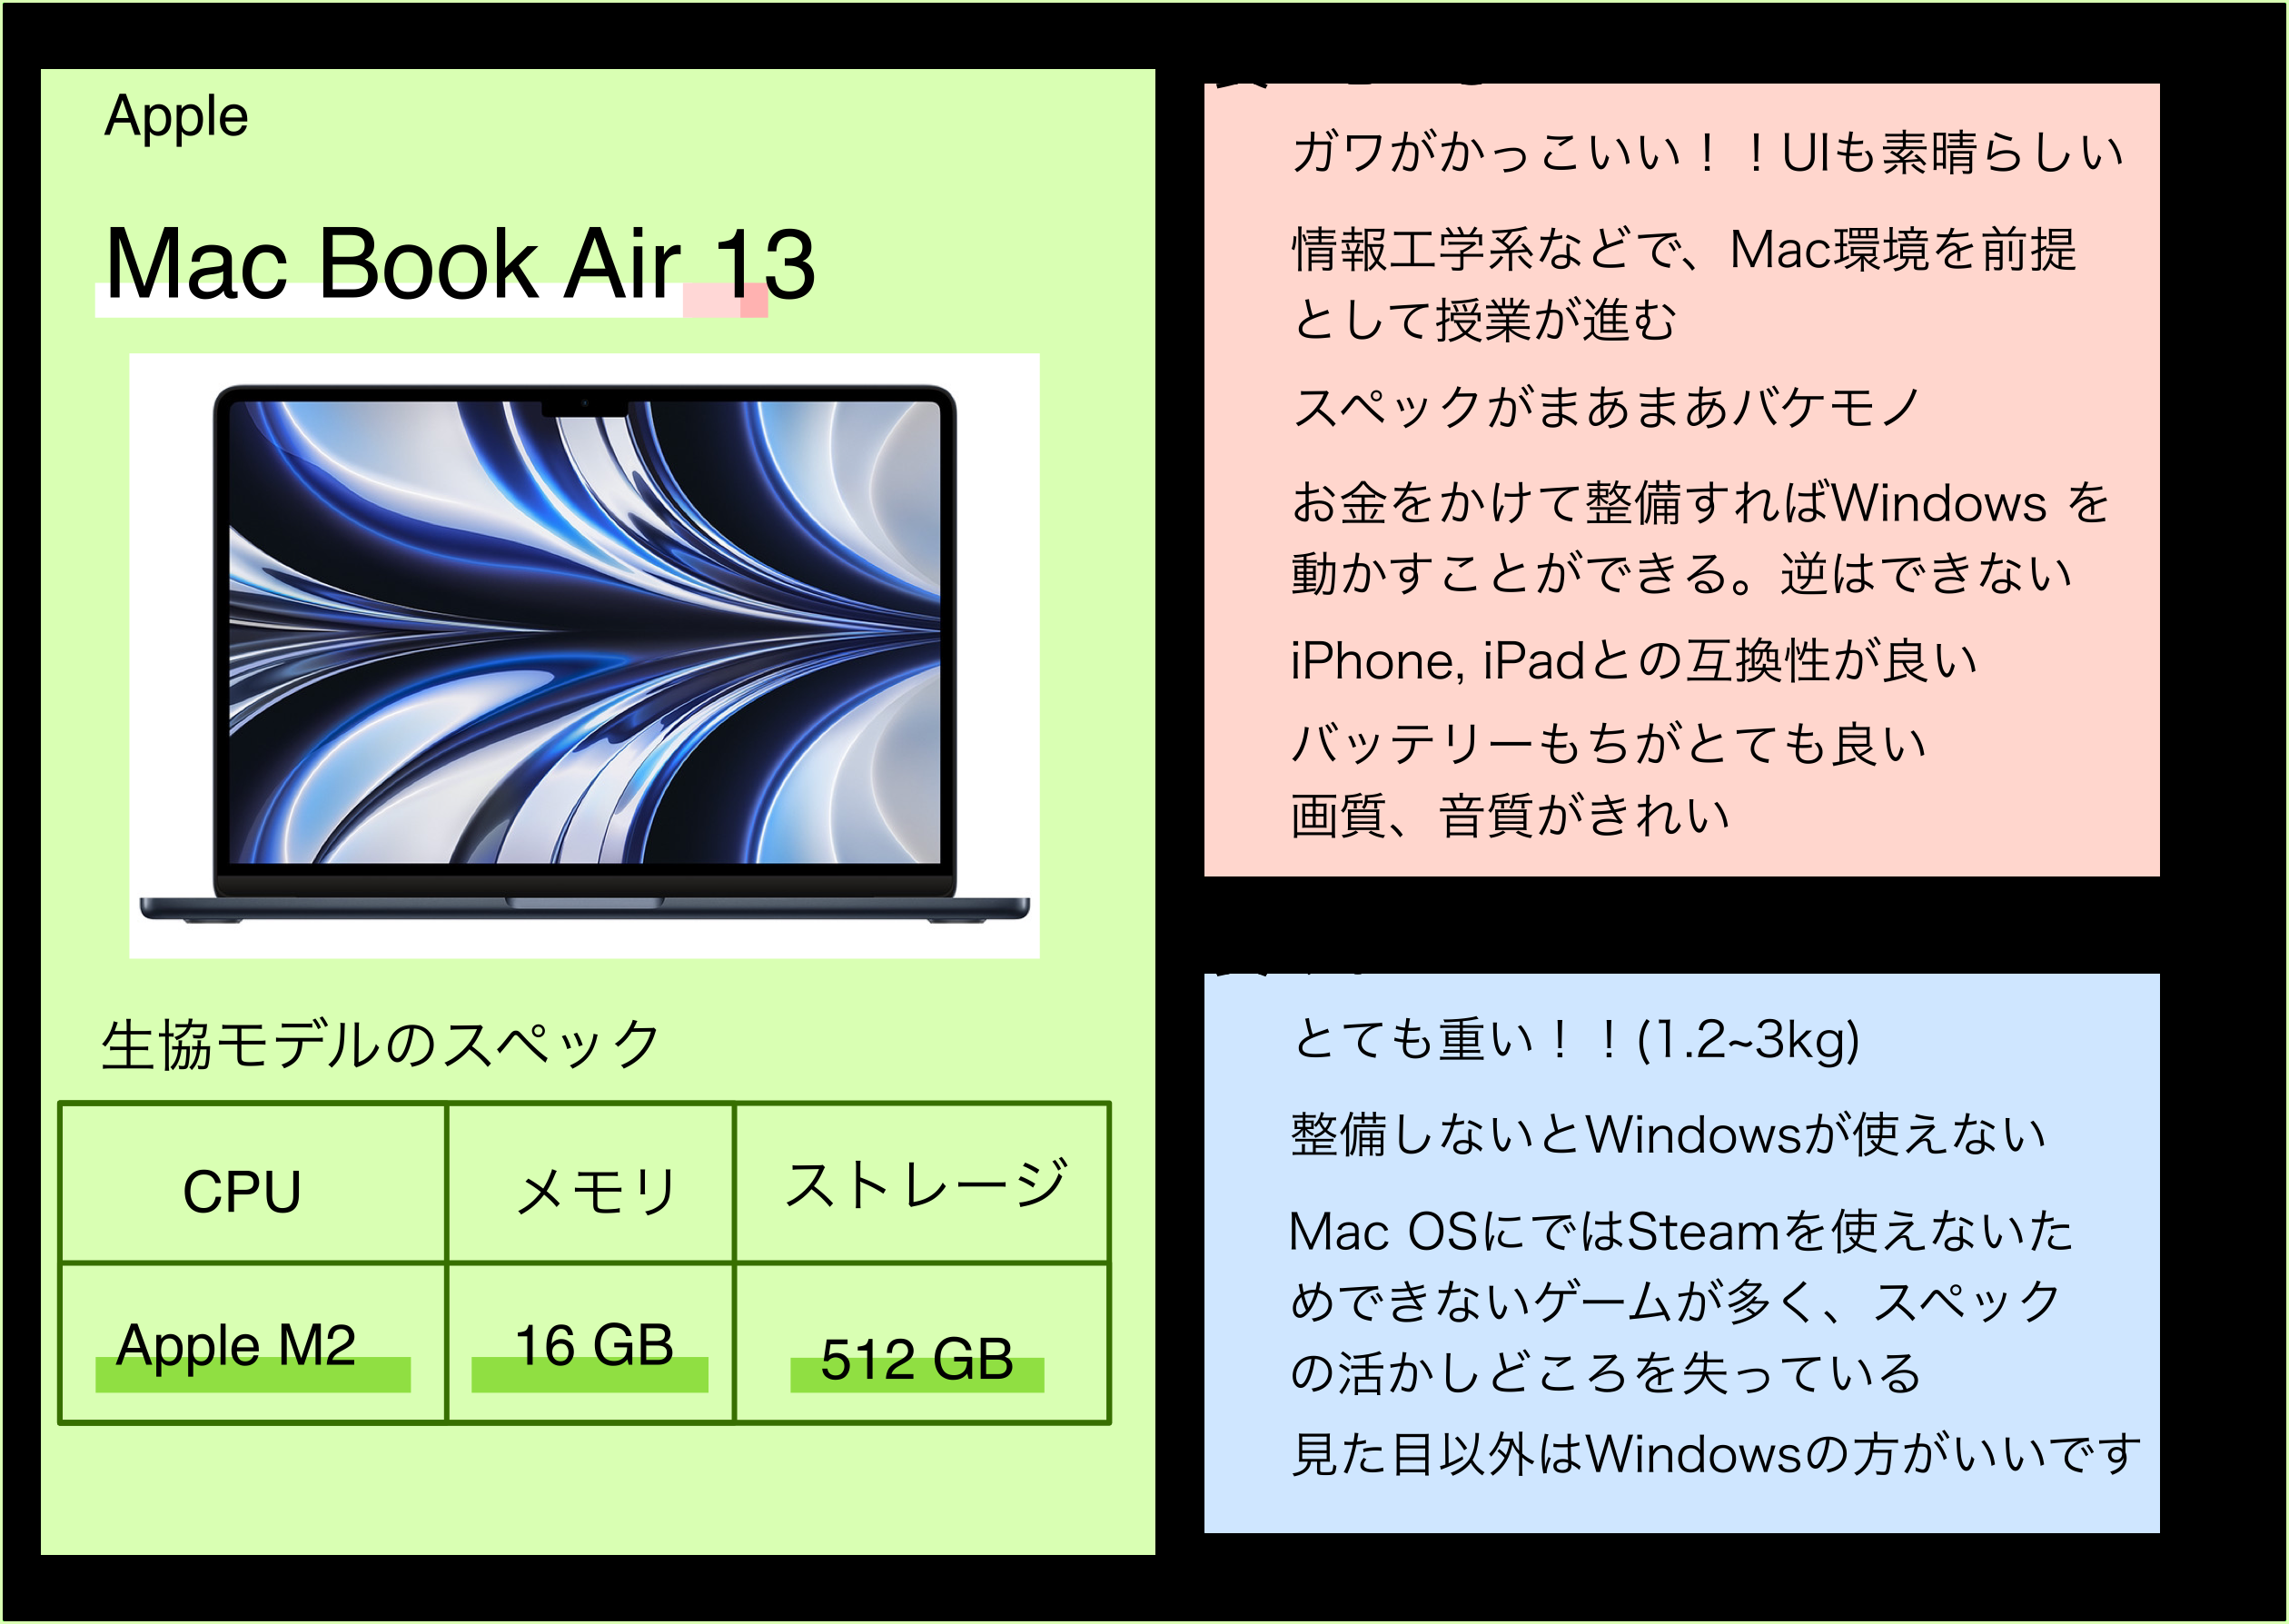 Apple
Mac Book Air 13
生協モデルのスペック
CPU
メモリ
ストレージ
Apple M2
16 GB
512 GB
ガワがかっこいい！！UIも素晴らしい
情報工学系などで、Mac環境を前提
として授業が進む
スペックがまあまあバケモノ
お金をかけて整備すればWindows を
動かすことができる。逆はできない
iPhone, iPadとの互換性が良い
バッテリーもちがとても良い
画質、音質がきれい
とても重い！！(1.2~3kg)
整備しないとWindowsが使えない
Mac OSにではSteamを使えないた
めできないゲームが多く、スペック
の活かしどころを失っている
見た目以外はWindowsの方がいいです